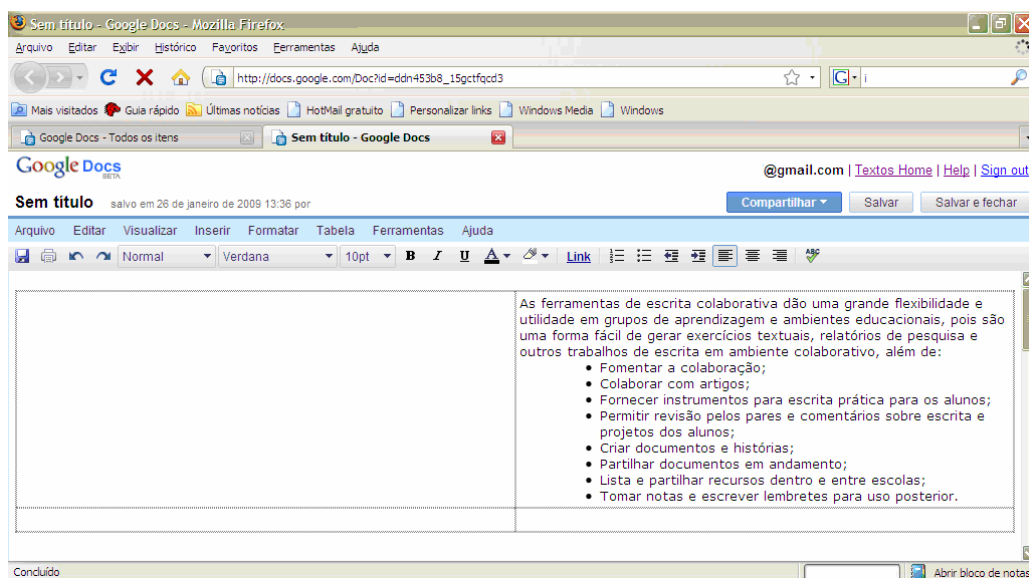 Sem título - Google Docs - Mozilla Firefox
Arquivo Editar Exibir Histórico Favoritos Ferramentas Ajuda
http://docs.google.com/Doc?id=ddn453b8_15gctfqcd3 G i
Mais visitados Guia rápido Últimas notícias HotMail gratuito Personalizar links Windows Media Windows
Google Docs - Todos os itens Sem título - Google Docs
Google Docs
BETA
@gmail.com | Textos Home | Help | Sign out
Sem título salvo em 26 de janeiro de 2009 13:36 por Compartilhar Salvar Salvar e fechar
Arquivo Editar Visualizar Inserir Formatar Tabela Ferramentas Ajuda
Normal Verdana 10pt B I U A Link ABC
As ferramentas de escrita colaborativa dão uma grande flexibilidade e
utilidade em grupos de aprendizagem e ambientes educacionais, pois são
uma forma fácil de gerar exercícios textuais, relatórios de pesquisa e
outros trabalhos de escrita em ambiente colaborativo, além de:
• Fomentar a colaboração;
• Colaborar com artigos;
• Fornecer instrumentos para escrita prática para os alunos;
• Permitir revisão pelos pares e comentários sobre escrita e
projetos dos alunos;
• Criar documentos e histórias;
• Partilhar documentos em andamento;
• Lista e partilhar recursos dentro e entre escolas;
• Tomar notas e escrever lembretes para uso posterior.
Concluído Abrir bloco de notas